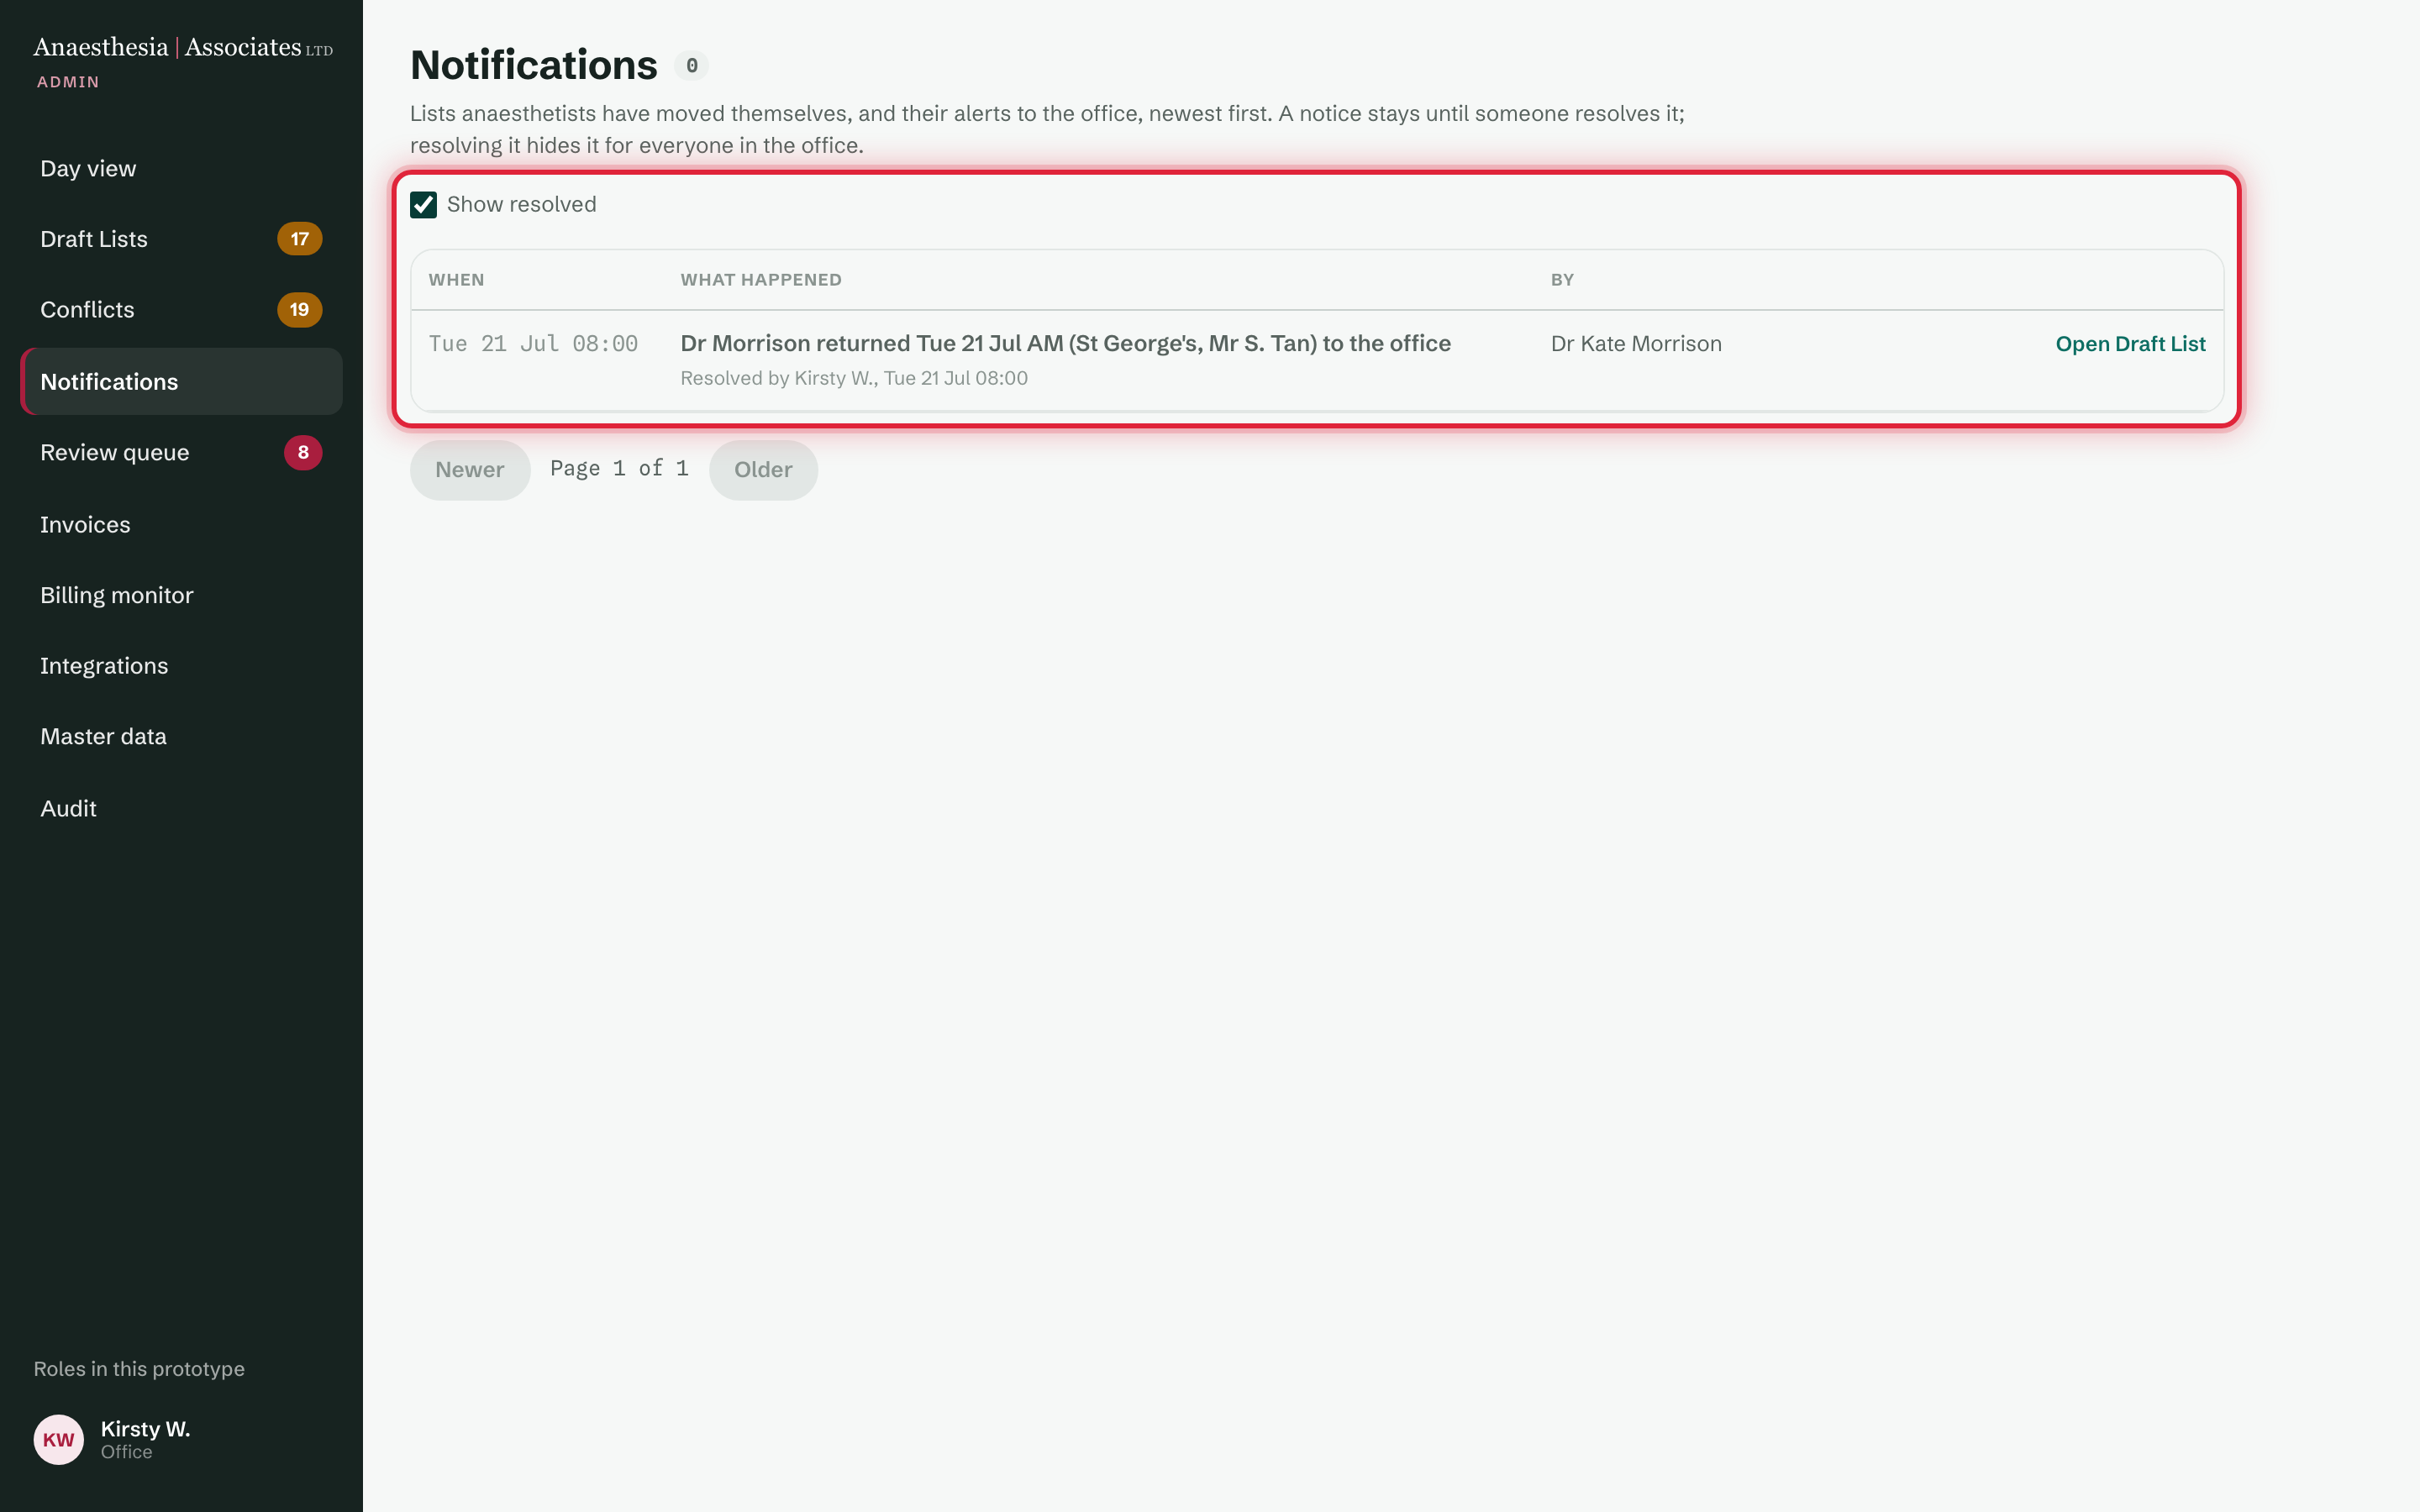 Anaesthesia | Associates LTD
ADMIN
Day view
Draft Lists 17
Conflicts 19
Notifications
Review queue 8
Invoices
Billing monitor
Integrations
Master data
Audit
Roles in this prototype
KW Kirsty W.
Office
Notifications 0
Lists anaesthetists have moved themselves, and their alerts to the office, newest first. A notice stays until someone resolves it;
resolving it hides it for everyone in the office.
Show resolved
WHEN WHAT HAPPENED BY
Tue 21 Jul 08:00 Dr Morrison returned Tue 21 Jul AM (St George's, Mr S. Tan) to the office Dr Kate Morrison Open Draft List
Resolved by Kirsty W., Tue 21 Jul 08:00
Newer Page 1 of 1 Older